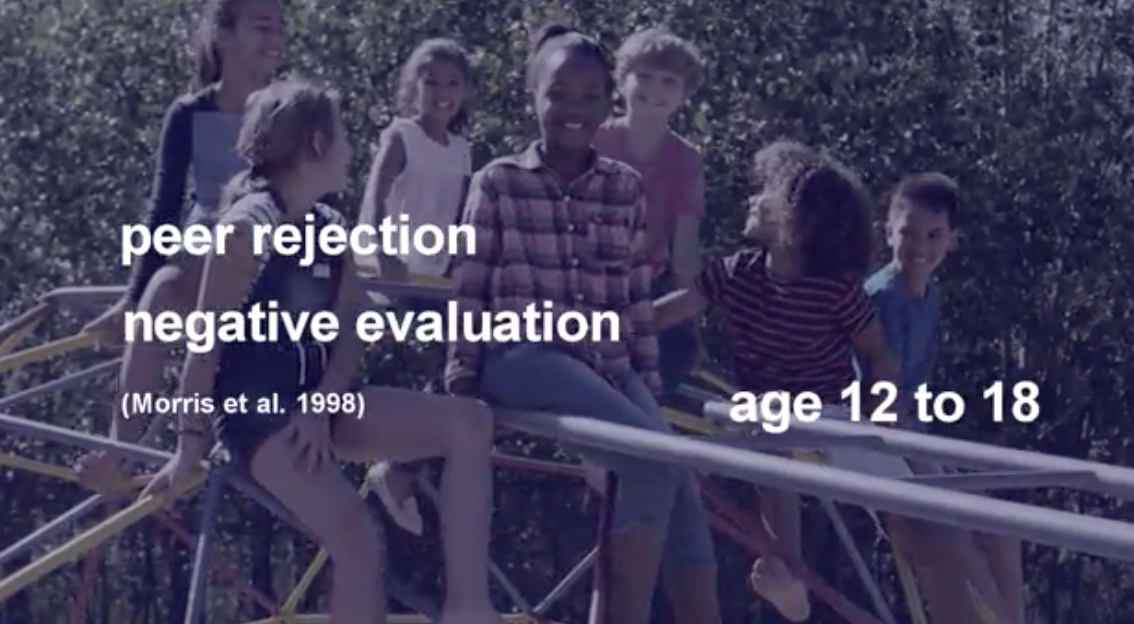 peer rejection
negative evaluation
(Morris et al. 1998)
age 12 to 18